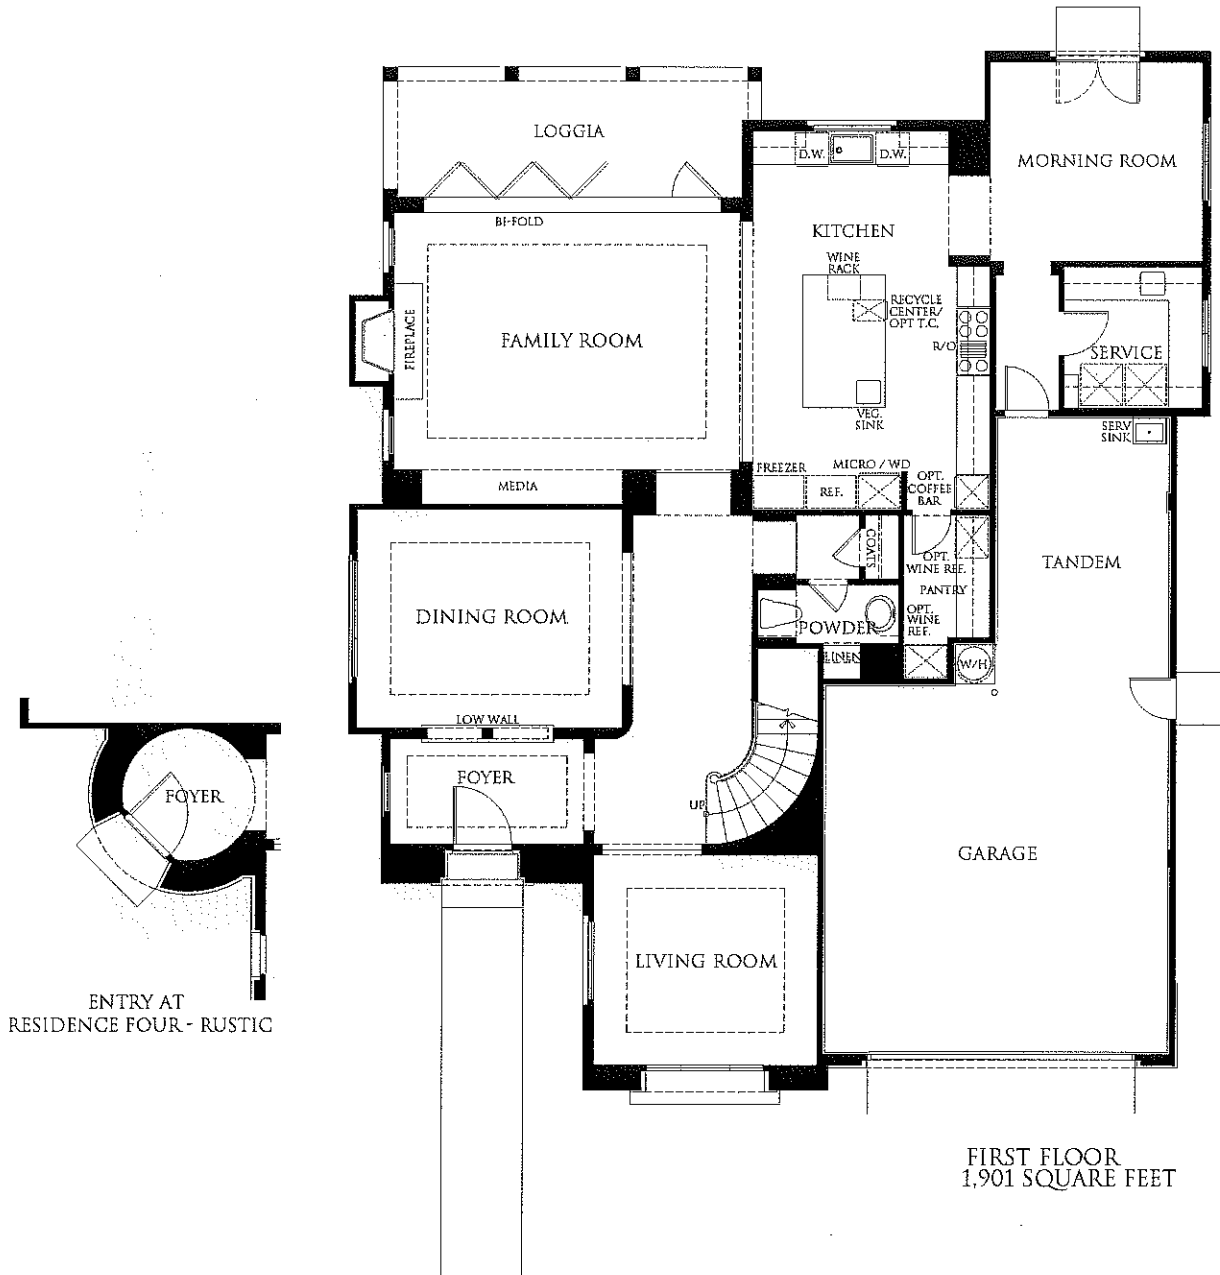 LOGGIA
D.W.
D.W.
MORNING ROOM
BI-FOLD
KITCHEN
WINE
RACK
RECYCLE
CENTER/
OPT T.C.
FIREPLACE
FAMILY ROOM
R/O
SERVICE
VEG.
SINK
SERV
SINK
FREEZER
MICRO / WD
MEDIA
REF.
OPT.
COFFEE
BAR
COATS
OPT.
WINE REF.
TANDEM
PANTRY
DINING ROOM
OPT.
WINE
REF.
POWDER
LINEN
W/H
LOW WALL
FOYER
FOYER
UP
GARAGE
LIVING ROOM
ENTRY AT
RESIDENCE FOUR - RUSTIC
FIRST FLOOR
1,901 SQUARE FEET